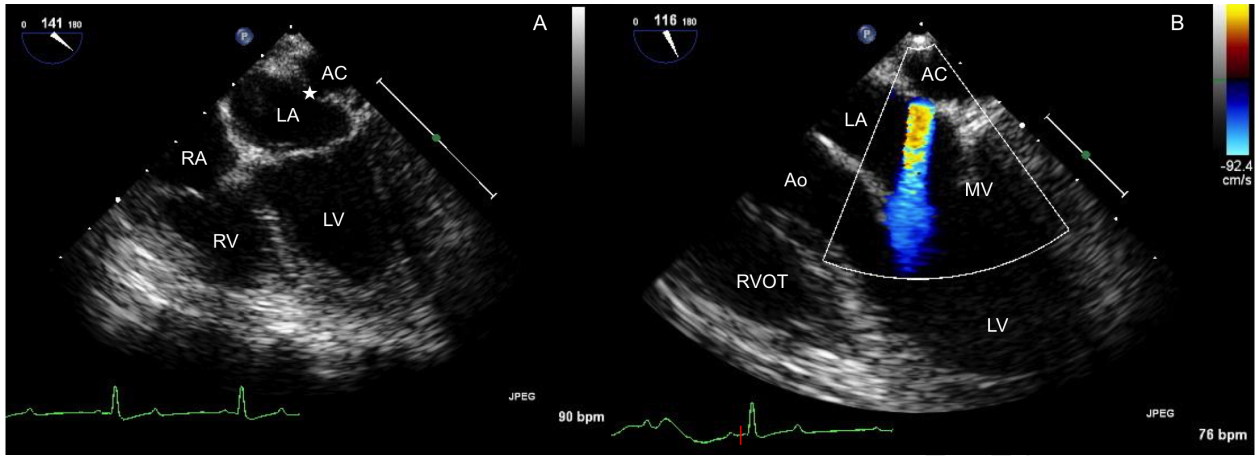 0 141 180
P
A
AC
LA
RA
LV
RV
JPEG
90 bpm
0 116 180
P
B
AC
LA
Ao
MV
RVOT
LV
-92.4
cm/s
JPEG
76 bpm